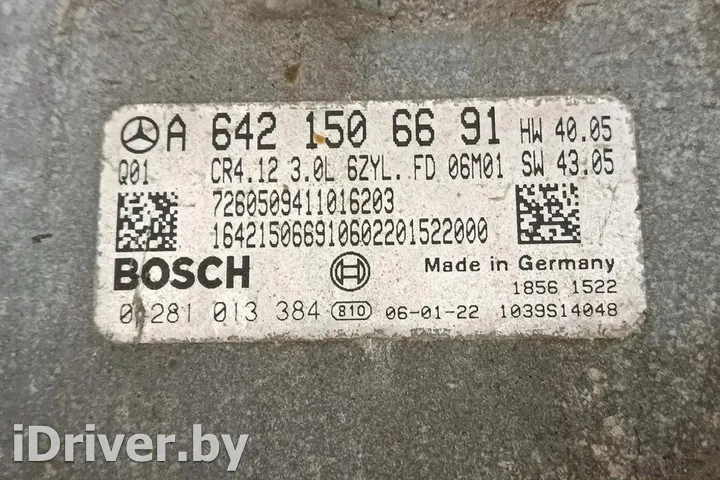 A 642 150 66 91 HW 40.05
Q01 CR4.12 3.0L 6ZYL. FD 06M01 SW 43.05
7260509411016203
164215066910602201522000
BOSCH Made in Germany
1856 1522
0 281 013 384 810 06-01-22 1039S14048
iDriver.by